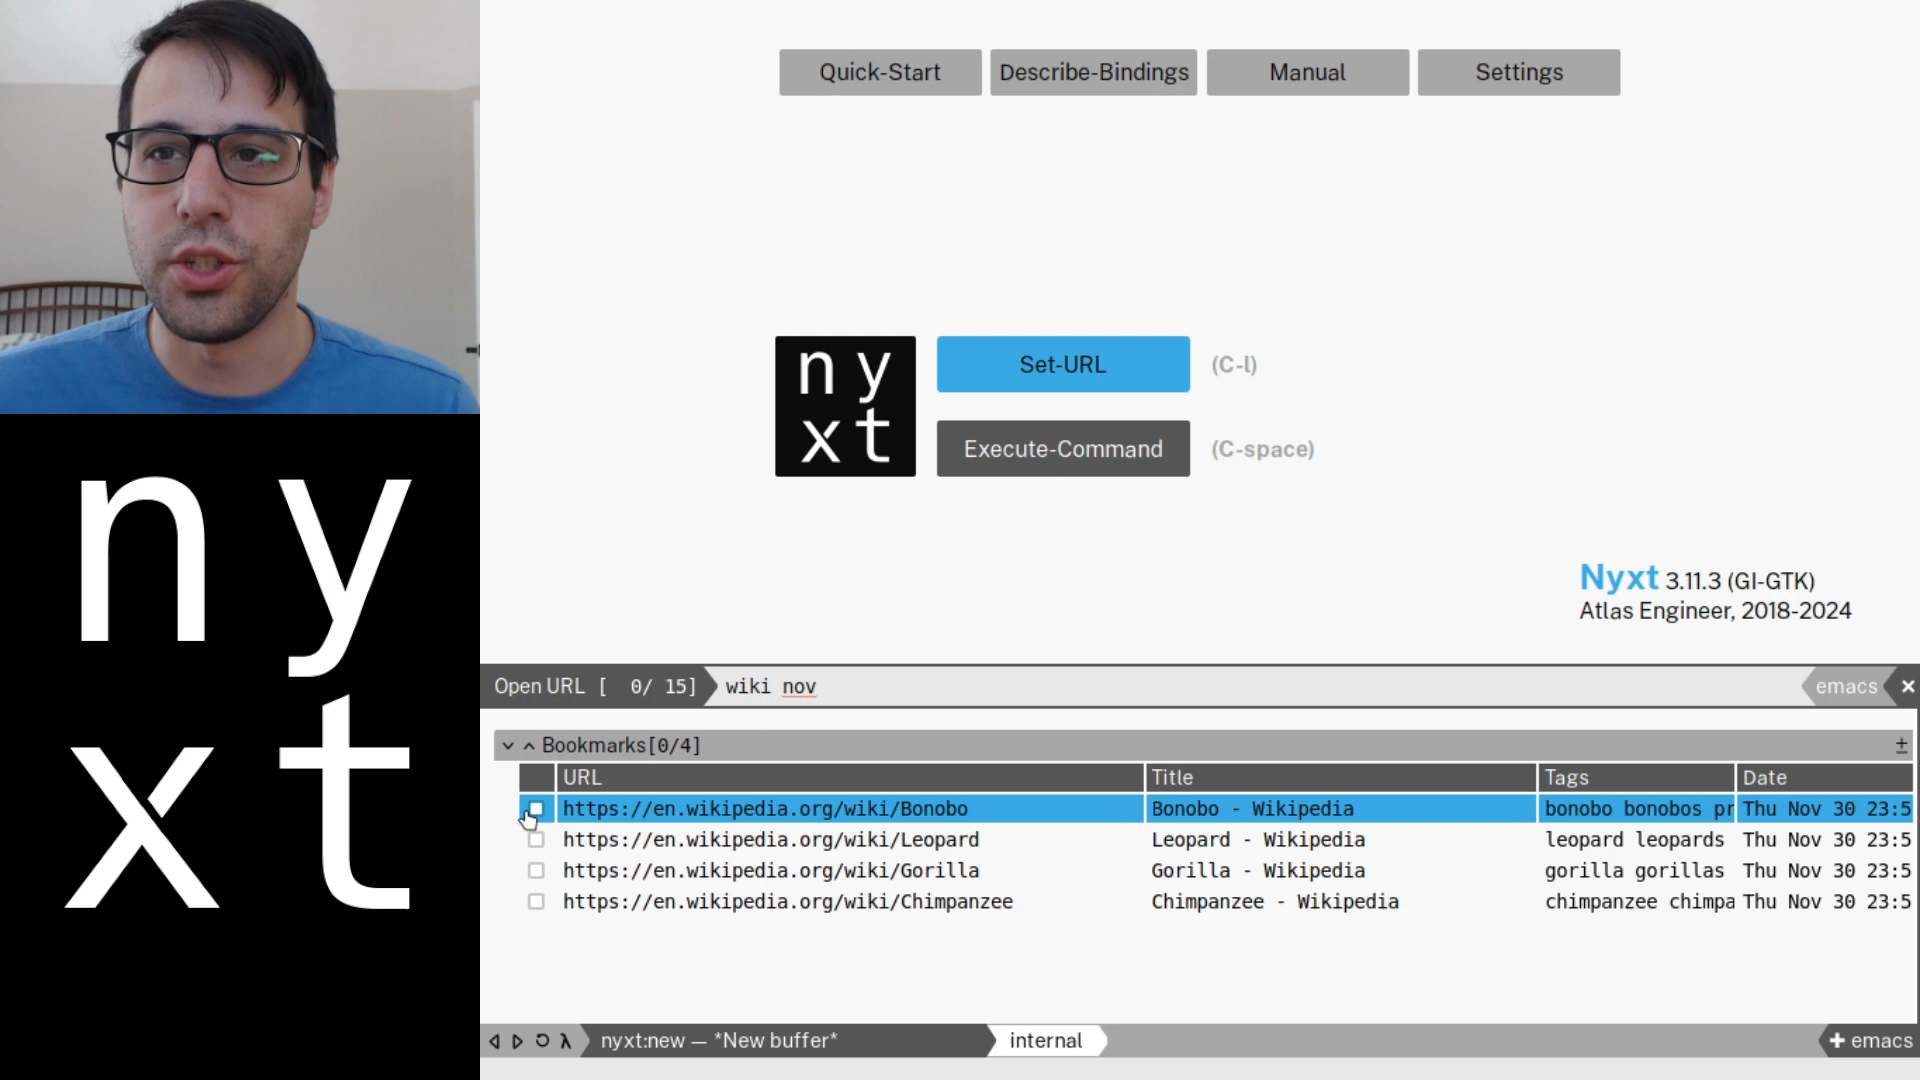 n y
x t
Quick-Start Describe-Bindings Manual Settings
n y
x t
Set-URL (C-l)
Execute-Command (C-space)
Nyxt 3.11.3 (GI-GTK)
Atlas Engineer, 2018-2024
Open URL [ 0/ 15] wiki nov emacs ×
Bookmarks[0/4] ±
URL Title Tags Date
https://en.wikipedia.org/wiki/Bonobo Bonobo - Wikipedia bonobo bonobos pr Thu Nov 30 23:5
https://en.wikipedia.org/wiki/Leopard Leopard - Wikipedia leopard leopards Thu Nov 30 23:5
https://en.wikipedia.org/wiki/Gorilla Gorilla - Wikipedia gorilla gorillas Thu Nov 30 23:5
https://en.wikipedia.org/wiki/Chimpanzee Chimpanzee - Wikipedia chimpanzee chimpa Thu Nov 30 23:5
λ nyxt:new — *New buffer* internal ✚ emacs